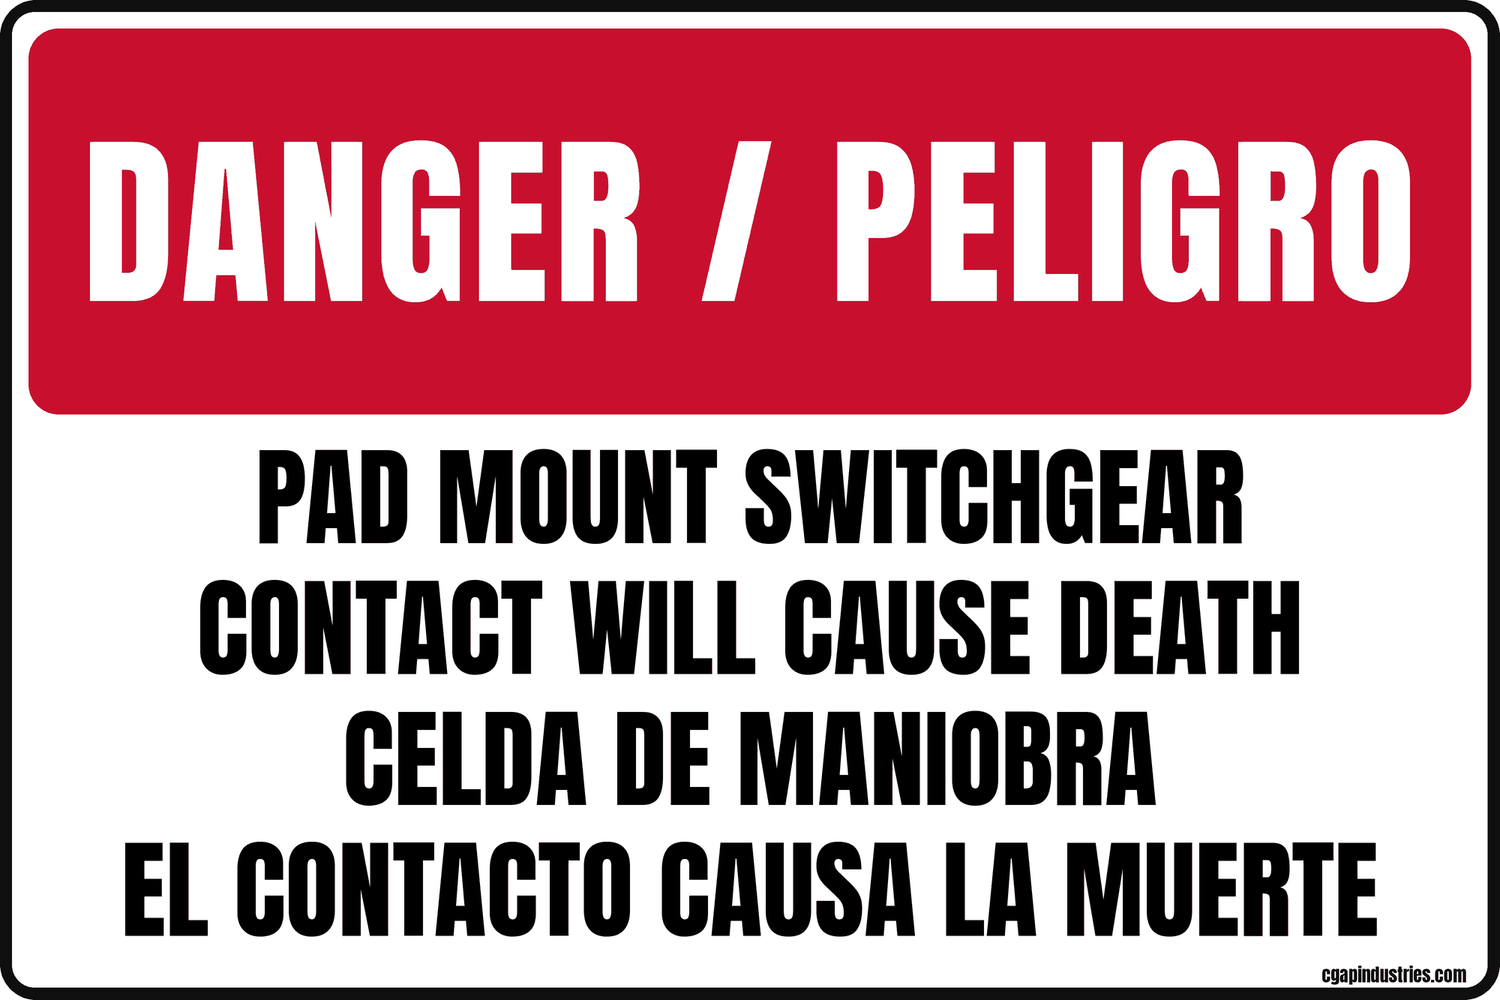 DANGER / PELIGRO
PAD MOUNT SWITCHGEAR
CONTACT WILL CAUSE DEATH
CELDA DE MANIOBRA
EL CONTACTO CAUSA LA MUERTE
cgapindustries.com